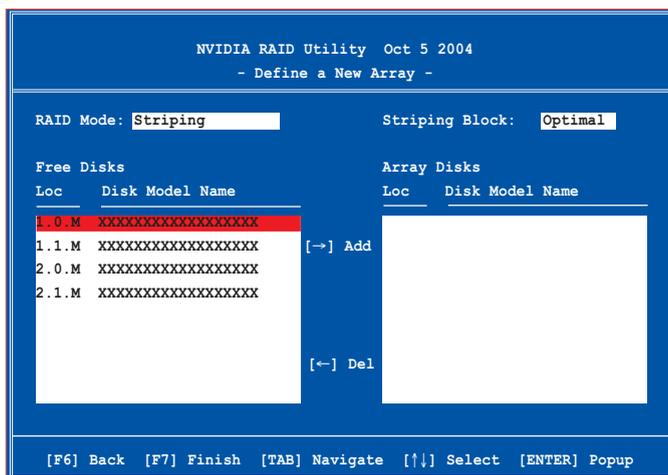 NVIDIA RAID Utility Oct 5 2004
- Define a New Array -
RAID Mode: Striping Striping Block: Optimal
Free Disks Array Disks
Loc Disk Model Name Loc Disk Model Name
1.0.M XXXXXXXXXXXXXXXXXX
1.1.M XXXXXXXXXXXXXXXXXX [→] Add
2.0.M XXXXXXXXXXXXXXXXXX
2.1.M XXXXXXXXXXXXXXXXXX
[←] Del
[F6] Back [F7] Finish [TAB] Navigate [↑↓] Select [ENTER] Popup